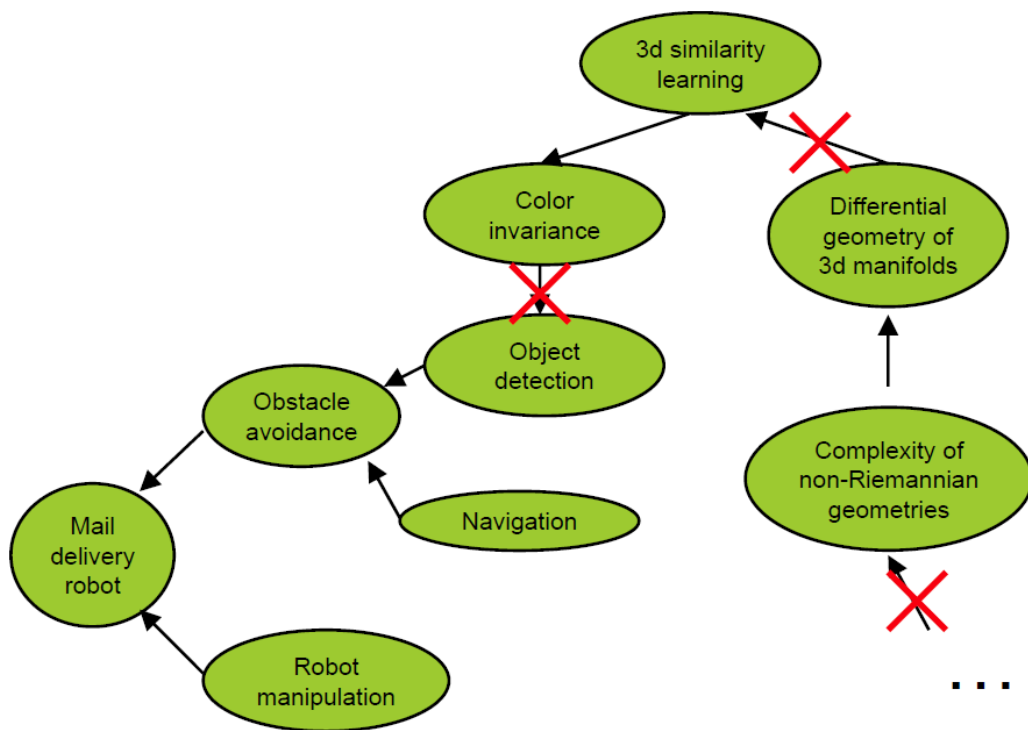 3d similarity
learning
Color
invariance
Differential
geometry of
3d manifolds
Object
detection
Obstacle
avoidance
Complexity of
non-Riemannian
geometries
Navigation
Mail
delivery
robot
Robot
manipulation
. . .